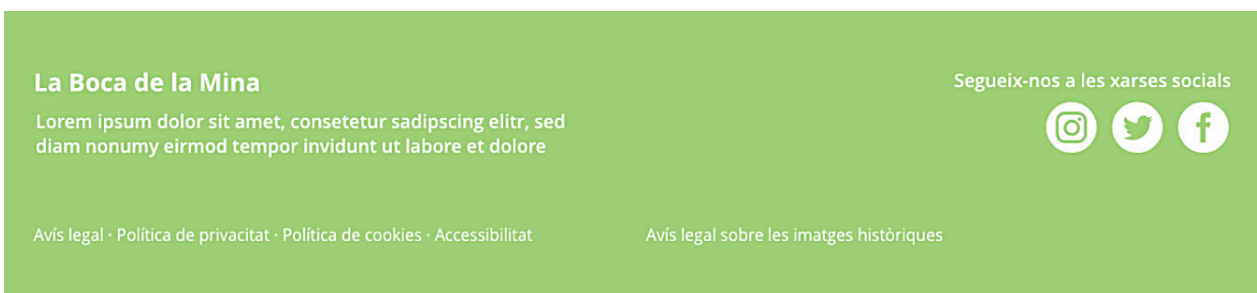 La Boca de la Mina
Lorem ipsum dolor sit amet, consetetur sadipscing elitr, sed
diam nonumy eirmod tempor invidunt ut labore et dolore
Segueix-nos a les xarses socials
Avís legal · Política de privacitat · Política de cookies · Accessibilitat
Avís legal sobre les imatges històriques